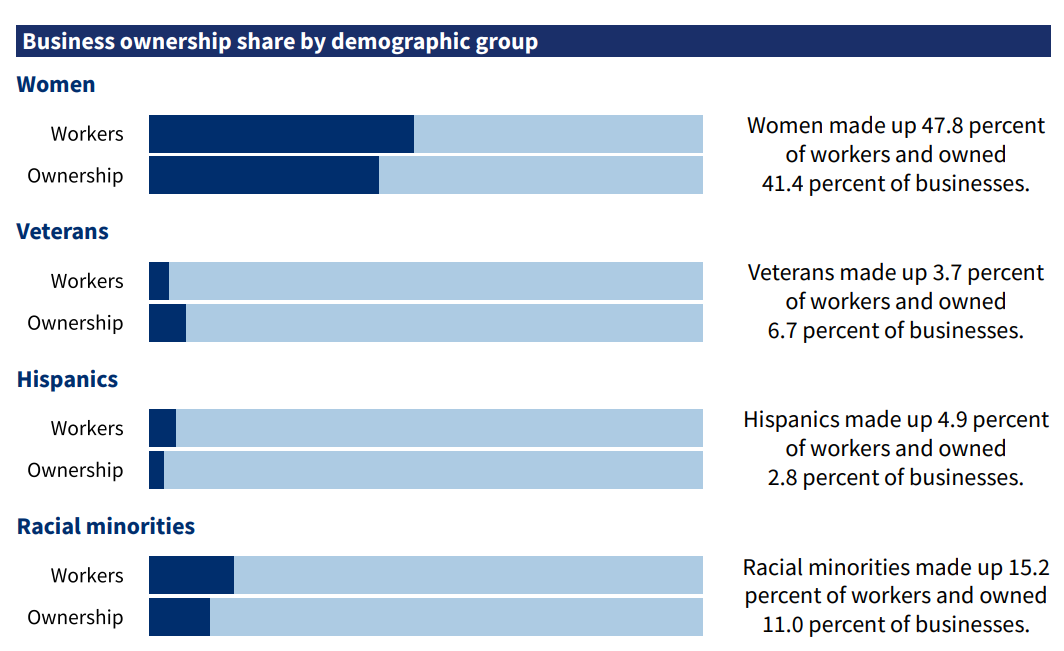 Business ownership share by demographic group
Women
Workers
Ownership
Women made up 47.8 percent
of workers and owned
41.4 percent of businesses.
Veterans
Workers
Ownership
Veterans made up 3.7 percent
of workers and owned
6.7 percent of businesses.
Hispanics
Workers
Ownership
Hispanics made up 4.9 percent
of workers and owned
2.8 percent of businesses.
Racial minorities
Workers
Ownership
Racial minorities made up 15.2
percent of workers and owned
11.0 percent of businesses.